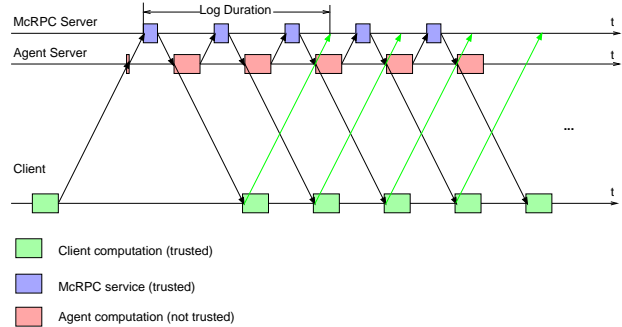 Log Duration
McRPC Server
t
Agent Server
t
...
Client
t
Client computation (trusted)
McRPC service (trusted)
Agent computation (not trusted)